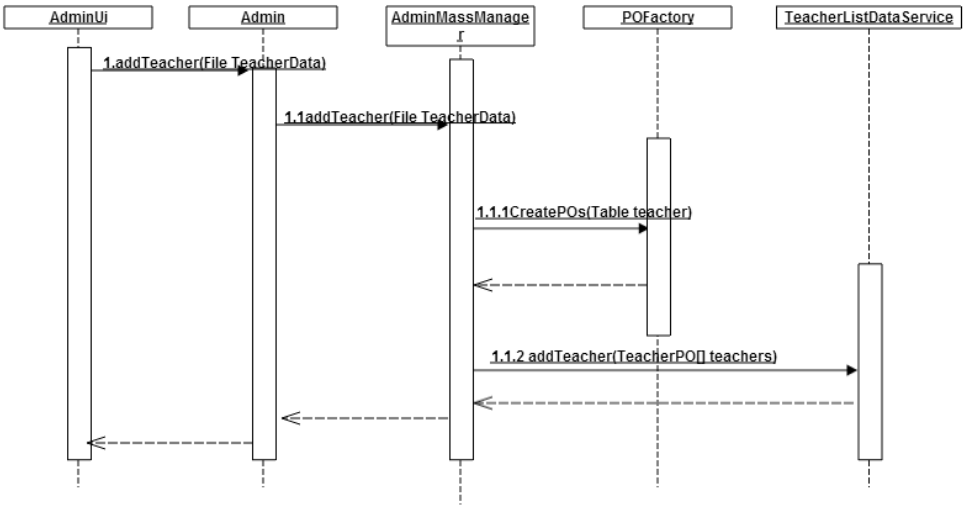 AdminUi
Admin
AdminMassManage
r
POFactory
TeacherListDataService
1.addTeacher(File TeacherData)
1.1addTeacher(File TeacherData)
1.1.1CreatePOs(Table teacher)
1.1.2 addTeacher(TeacherPO[] teachers)